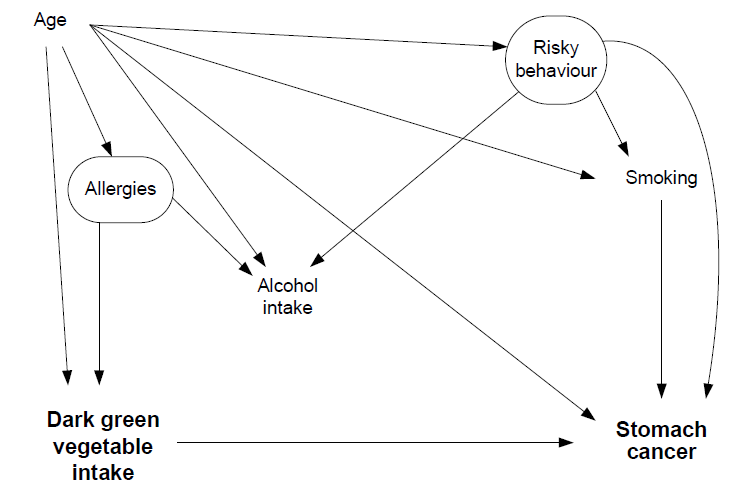 Age
Risky
behaviour
Allergies
Smoking
Alcohol
intake
Dark green
vegetable
intake
Stomach
cancer